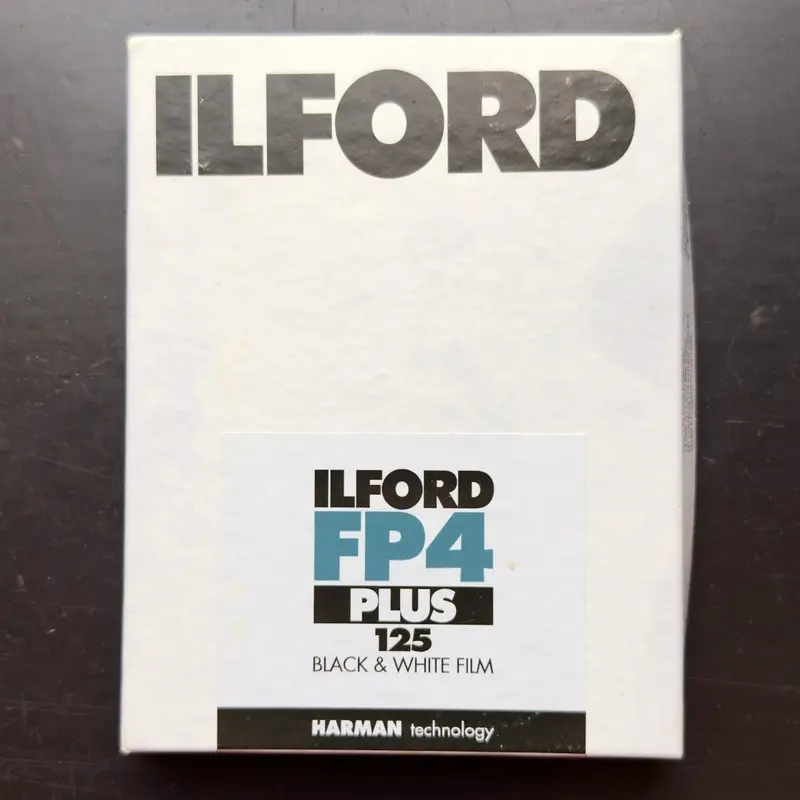 ILFORD
ILFORD
FP4
PLUS
125
BLACK & WHITE FILM
HARMAN technology